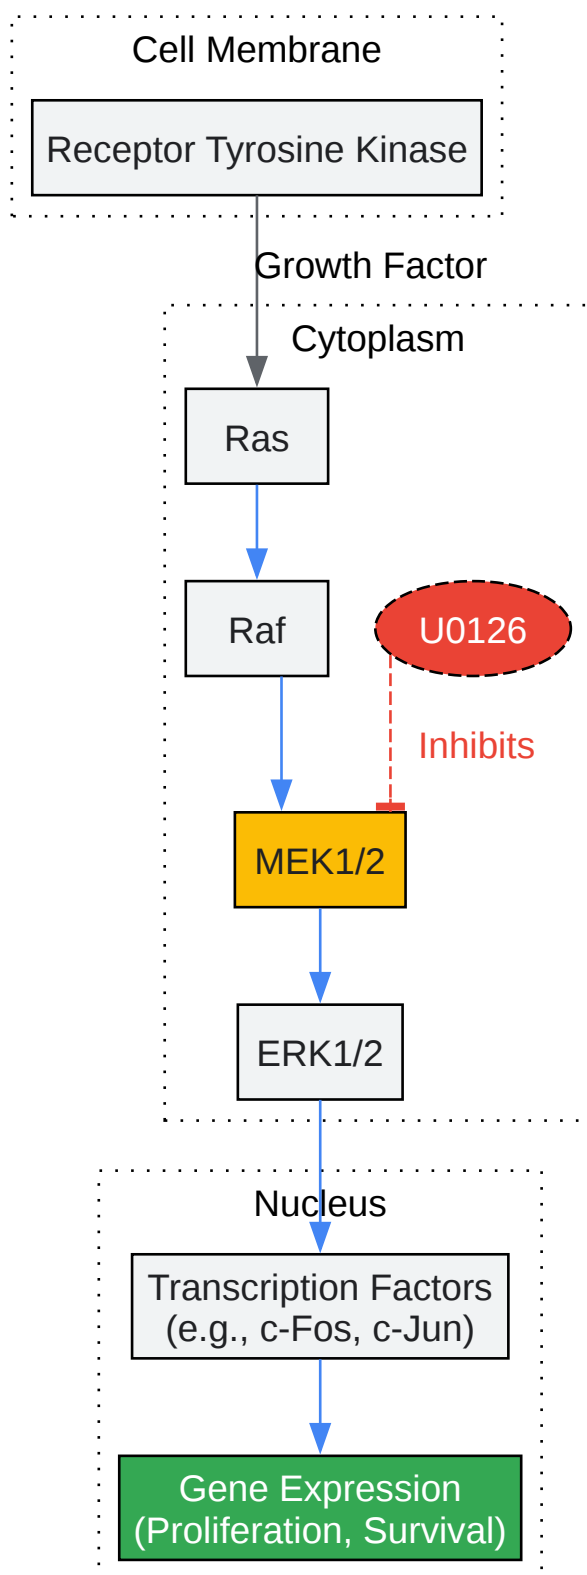 Cell Membrane
Receptor Tyrosine Kinase
Growth Factor
Cytoplasm
Ras
Raf
U0126
Inhibits
MEK1/2
ERK1/2
Nucleus
Transcription Factors
(e.g., c-Fos, c-Jun)
Gene Expression
(Proliferation, Survival)